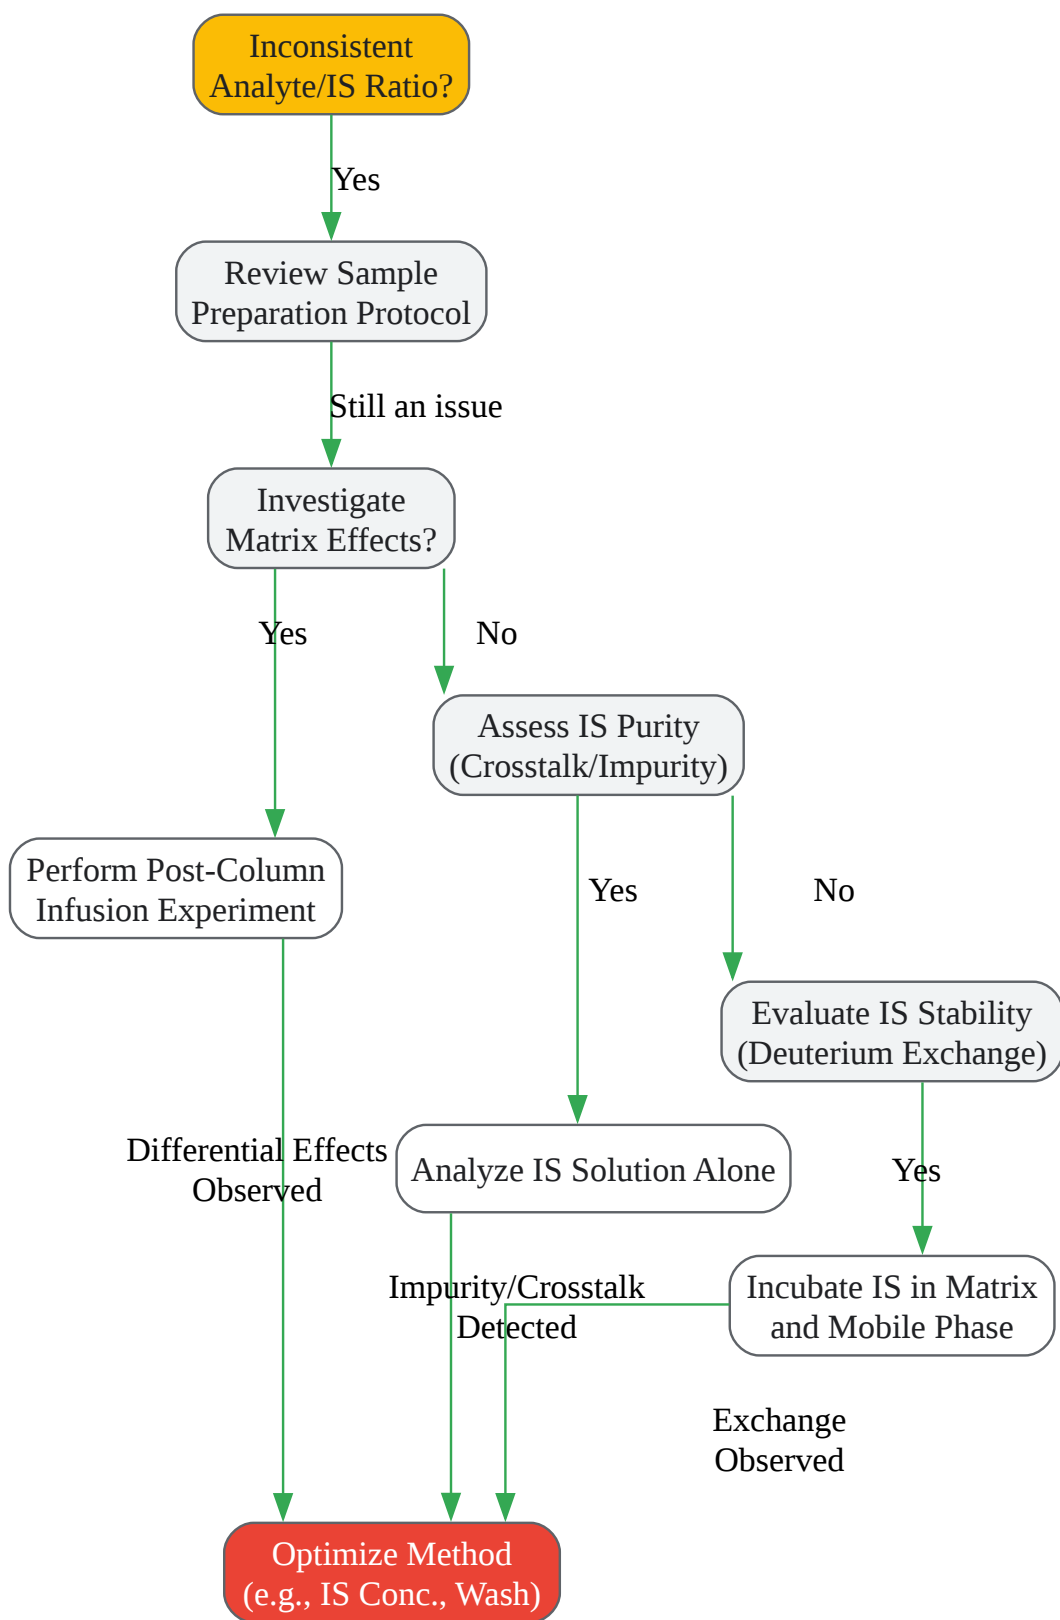 Inconsistent
Analyte/IS Ratio?
Yes
Review Sample
Preparation Protocol
Still an issue
Investigate
Matrix Effects?
Yes
No
Assess IS Purity
(Crosstalk/Impurity)
Perform Post-Column
Infusion Experiment
Yes
No
Evaluate IS Stability
(Deuterium Exchange)
Differential Effects
Observed
Analyze IS Solution Alone
Yes
Impurity/Crosstalk
Detected
Incubate IS in Matrix
and Mobile Phase
Exchange
Observed
Optimize Method
(e.g., IS Conc., Wash)